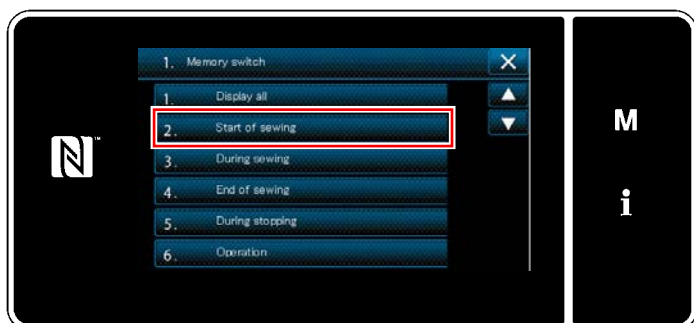 1. Memory switch
1. Display all
2. Start of sewing
3. During sewing
4. End of sewing
5. During stopping
6. Operation
M
i